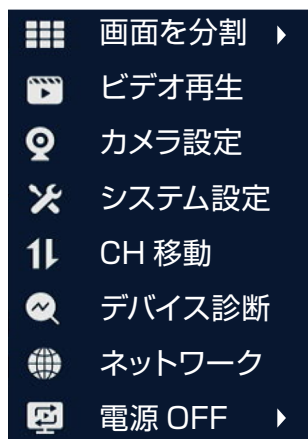 画面を分割
ビデオ再生
カメラ設定
システム設定
CH 移動
デバイス診断
ネットワーク
電源 OFF